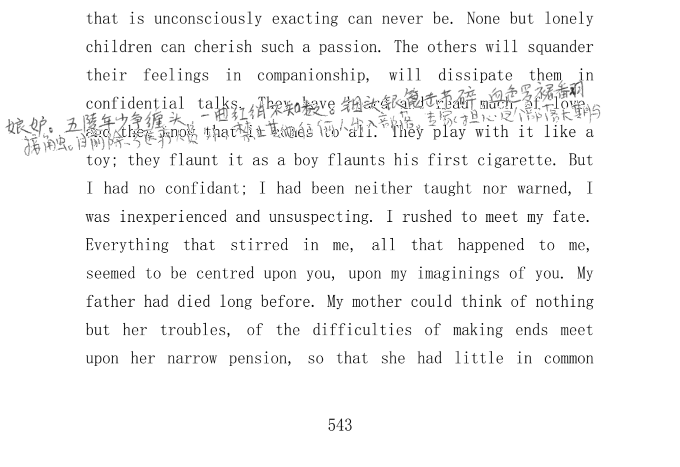 that is unconsciously exacting can never be. None but lonely
children can cherish such a passion. The others will squander
their feelings in companionship, will dissipate them in
confidential talks. They have heard and read much of love,
娘妒。五陵年少争缠头,一曲红绡不知数。钿头银篦击节碎,血色罗裙翻
and they know that it comes to all. They play with it like a
toy; they flaunt it as a boy flaunts his first cigarette. But
I had no confidant; I had been neither taught nor warned, I
was inexperienced and unsuspecting. I rushed to meet my fate.
Everything that stirred in me, all that happened to me,
seemed to be centred upon you, upon my imaginings of you. My
father had died long before. My mother could think of nothing
but her troubles, of the difficulties of making ends meet
upon her narrow pension, so that she had little in common
543